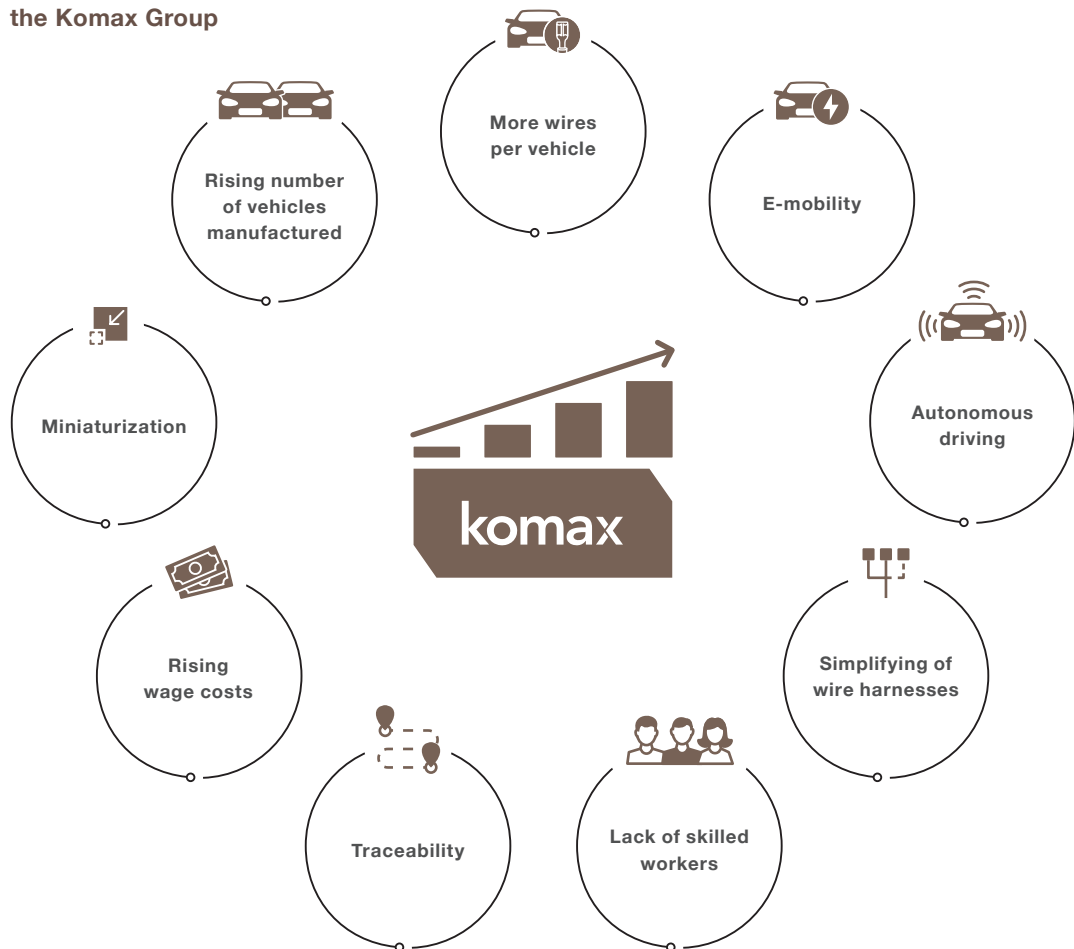 the Komax Group
More wires
per vehicle
Rising number
of vehicles
manufactured
E-mobility
Miniaturization
Autonomous
driving
komax
Rising
wage costs
Simplifying of
wire harnesses
Traceability
Lack of skilled
workers